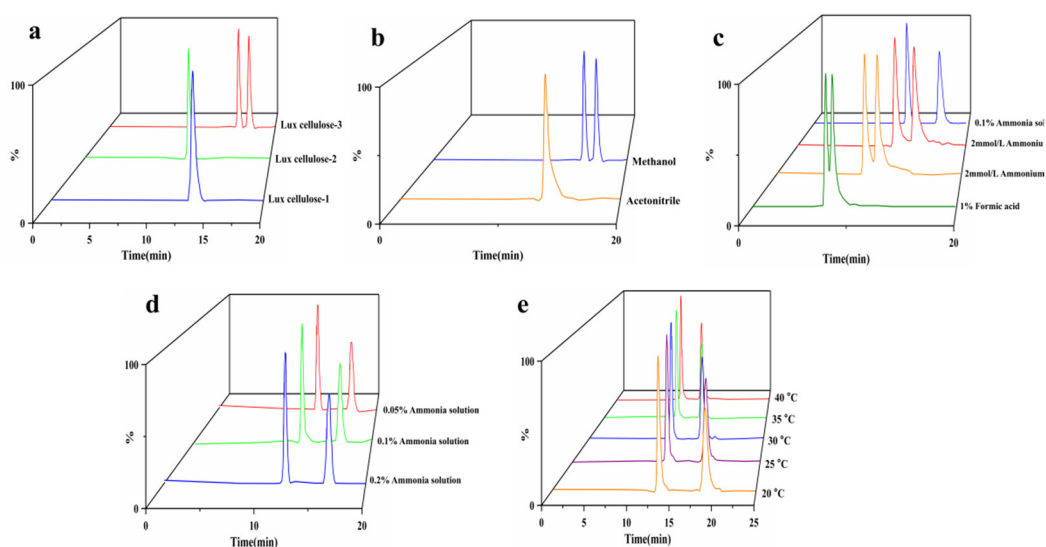 a
100
%
0
Lux cellulose-3
Lux cellulose-2
Lux cellulose-1
0 5 10 15 20
Time(min)
b
100
%
0
Methanol
Acetonitrile
0 10 20
Time(min)
c
100
%
0
0.1% Ammonia sol
2mmol/L Ammoniu
2mmol/L Ammonium
1% Formic acid
0 10 20
Time(min)
d
100
%
0
0.05% Ammonia solution
0.1% Ammonia solution
0.2% Ammonia solution
0 10 20
Time(min)
e
100
%
0
40 °C
35 °C
30 °C
25 °C
20 °C
0 5 10 15 20 25
Time(min)